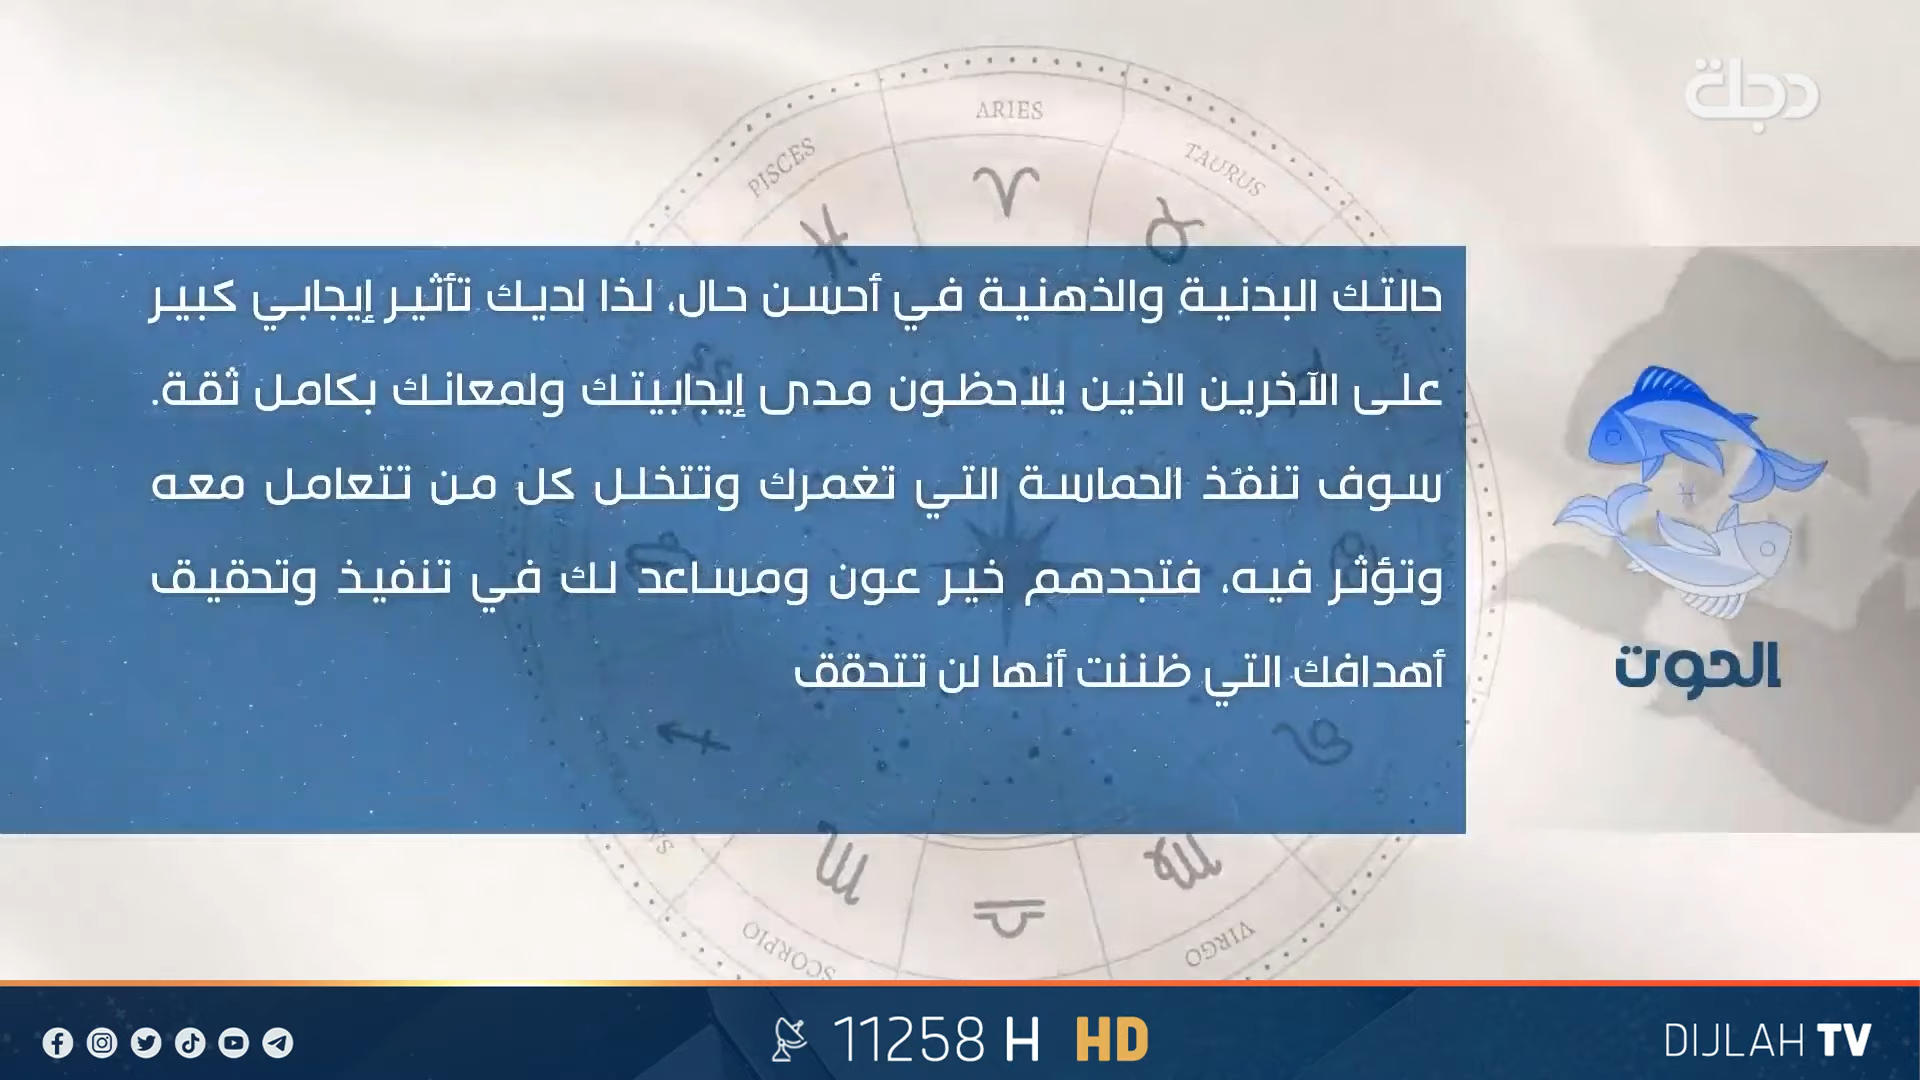 دجلة
ARIES
PISCES
TAURUS
حالتك البدنية والذهنية في أحسن حال، لذا لديك تأثير إيجابي كبير
على الآخرين الذين يلاحظون مدى إيجابيتك ولمعانك بكامل ثقة.
سوف تنفُذ الحماسة التي تغمرك وتتخلل كل من تتعامل معه
وتؤثر فيه، فتجدهم خير عون ومساعد لك في تنفيذ وتحقيق
أهدافك التي ظننت أنها لن تتحقق
الحوت
SCORPIO
VIRGO
11258 H HD
DIJLAH TV